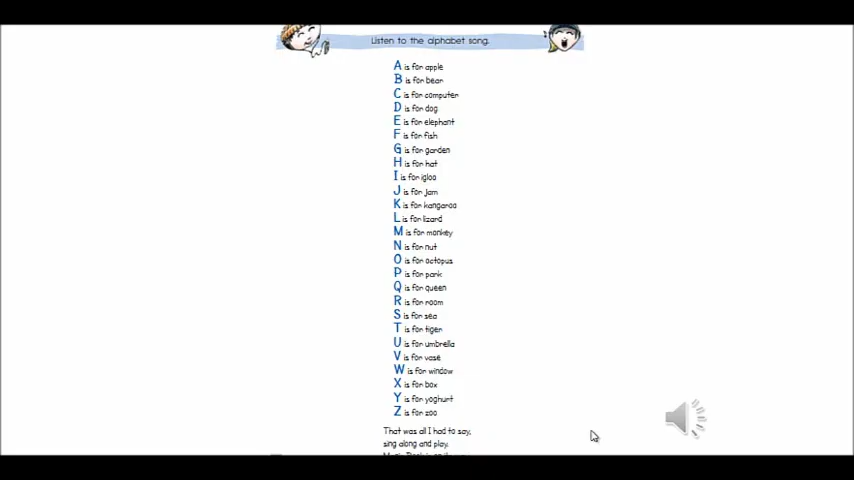 Listen to the alphabet song.
A is for apple
B is for bear
C is for computer
D is for dog
E is for elephant
F is for fish
G is for garden
H is for hat
I is for igloo
J is for jam
K is for kangaroo
L is for lizard
M is for monkey
N is for nut
O is for octopus
P is for park
Q is for queen
R is for room
S is for sea
T is for tiger
U is for umbrella
V is for vase
W is for window
X is for box
Y is for yoghurt
Z is for zoo
That was all I had to say,
sing along and play.